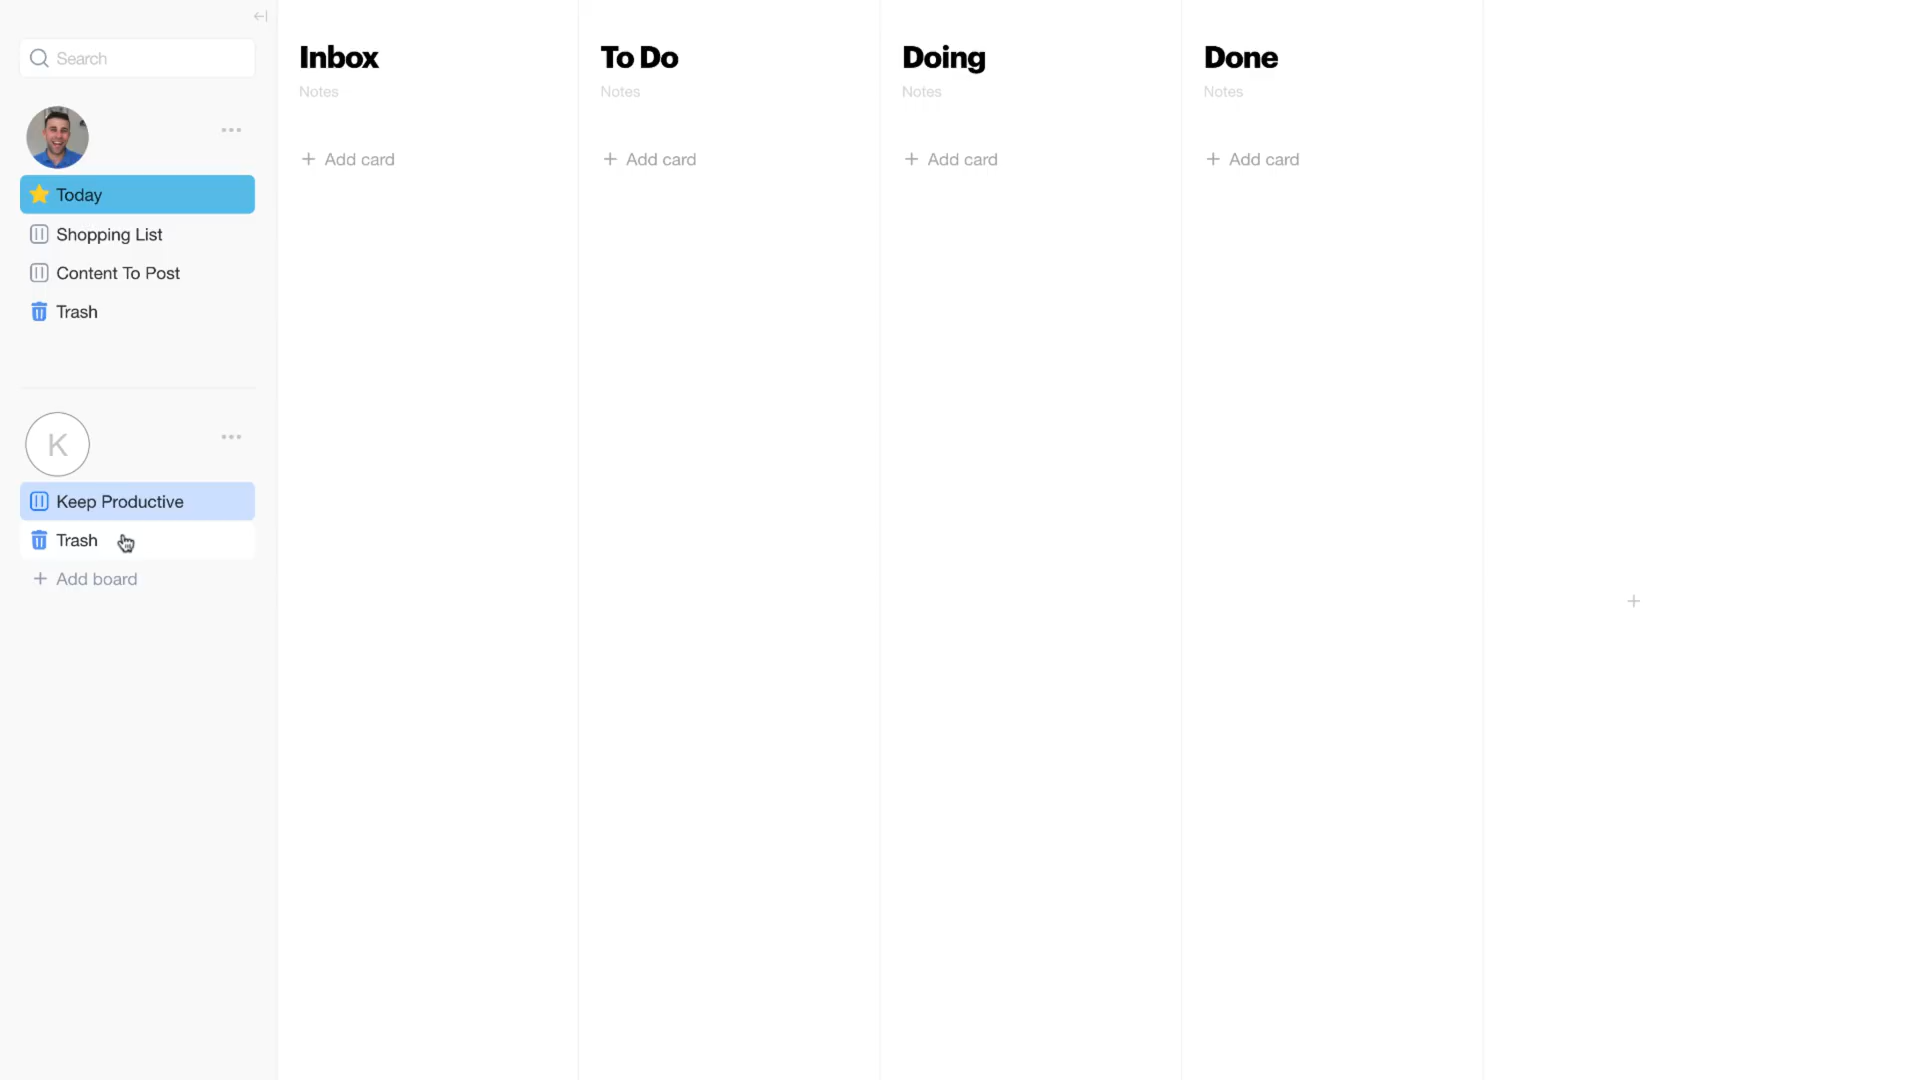 Search
Today
Shopping List
Content To Post
Trash
K
Keep Productive
Trash
+ Add board
Inbox
Notes
+ Add card
To Do
Notes
+ Add card
Doing
Notes
+ Add card
Done
Notes
+ Add card
+